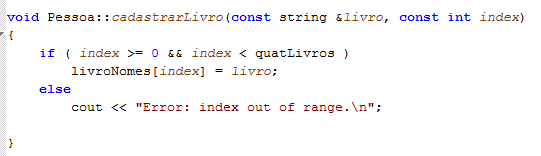 void Pessoa::cadastrarLivro(const string &livro, const int index)
{
    if ( index >= 0 && index < quatLivros )
        livroNomes[index] = livro;
    else
        cout << "Error: index out of range.\n";
}